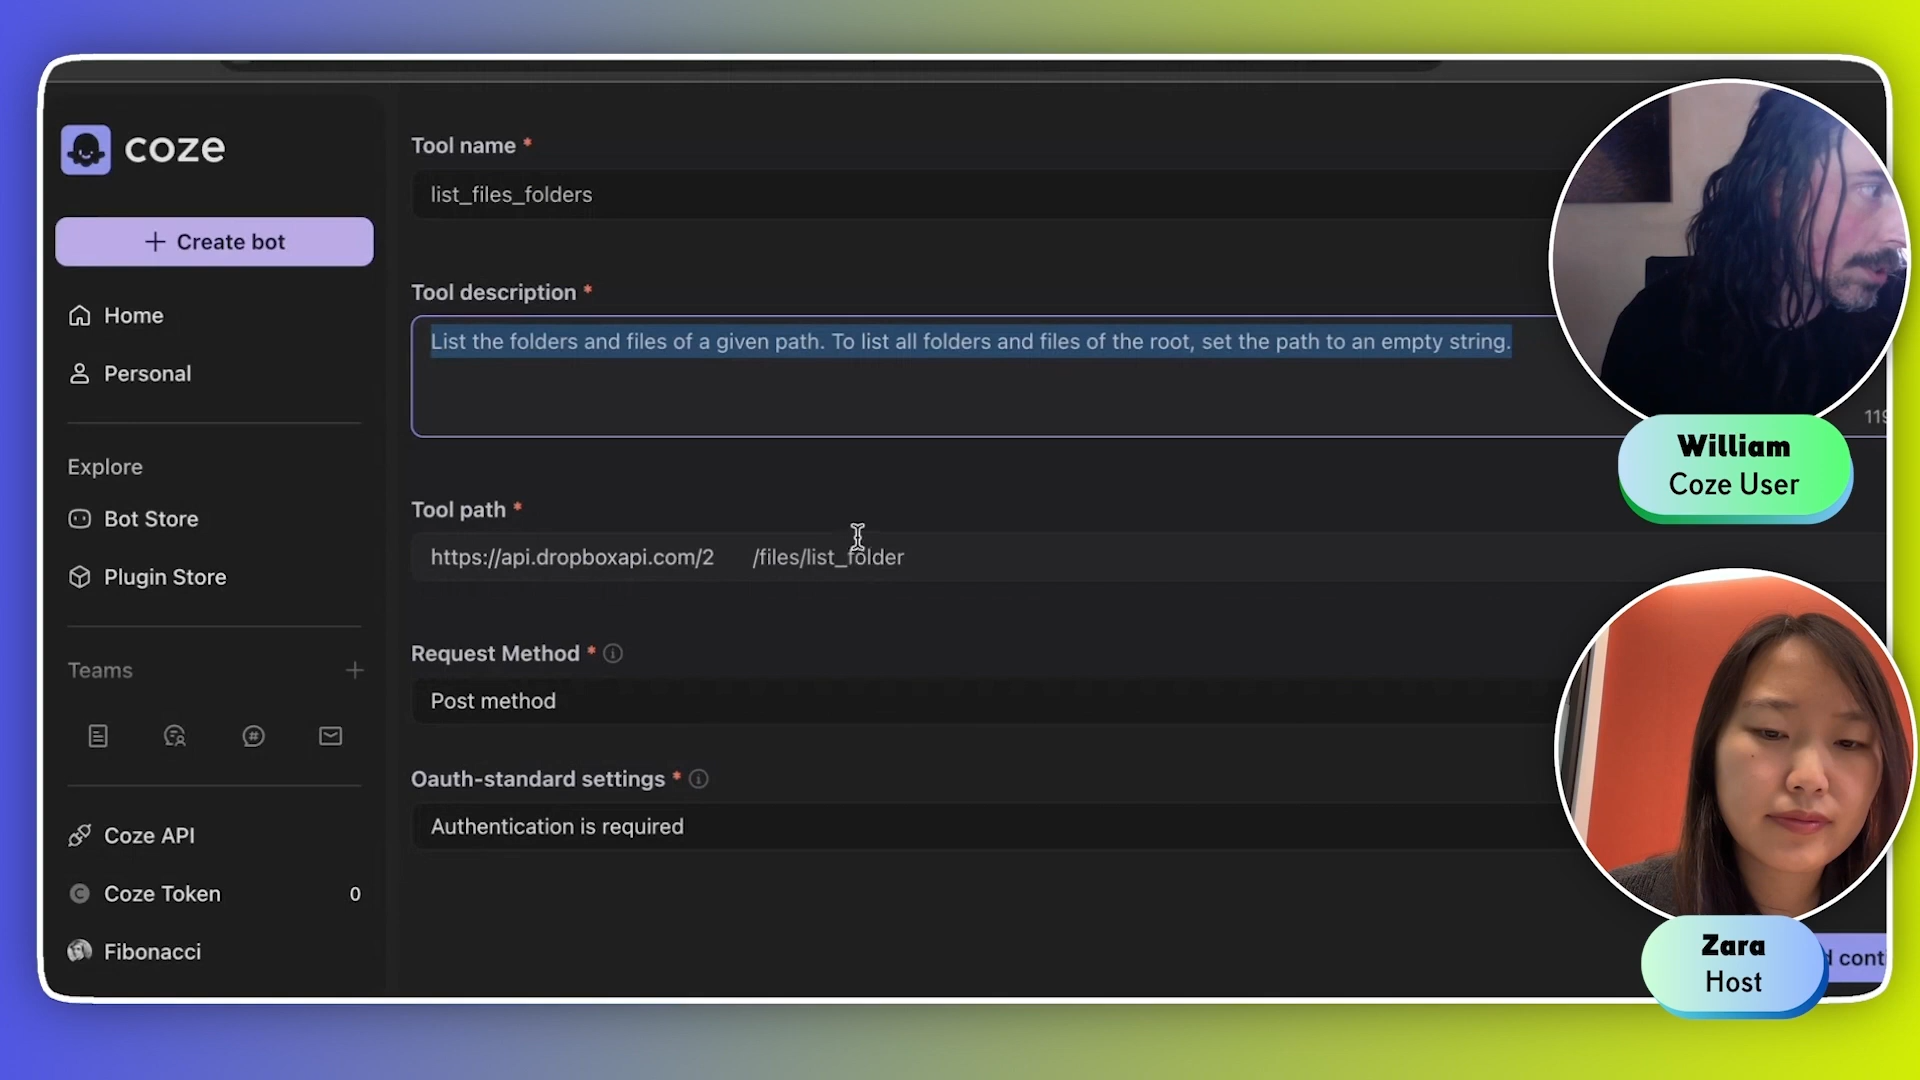 coze
Create bot
Home
Personal
Explore
Bot Store
Plugin Store
Teams
Coze API
Coze Token 0
Fibonacci
Tool name *
list_files_folders
Tool description *
List the folders and files of a given path. To list all folders and files of the root, set the path to an empty string.
119
Tool path *
https://api.dropboxapi.com/2 /files/list_folder
Request Method *
Post method
Oauth-standard settings *
Authentication is required
William
Coze User
Zara
Host